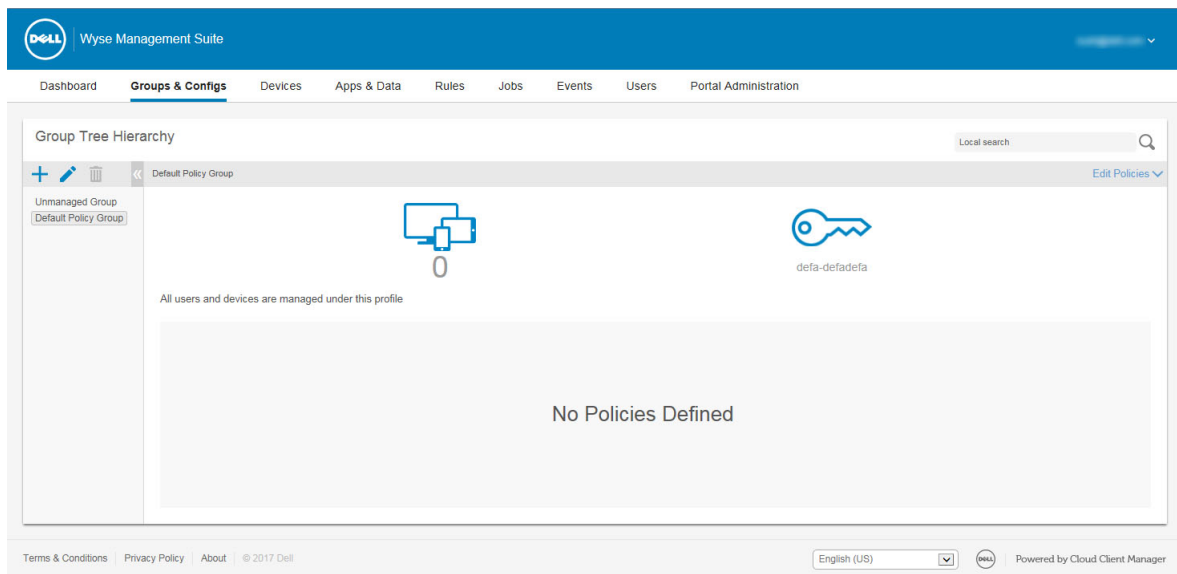 DELL Wyse Management Suite
Dashboard Groups & Configs Devices Apps & Data Rules Jobs Events Users Portal Administration
Group Tree Hierarchy
Local search
Default Policy Group
Edit Policies
Unmanaged Group
Default Policy Group
0
defa-defadefa
All users and devices are managed under this profile
No Policies Defined
Terms & Conditions Privacy Policy About © 2017 Dell English (US) DELL Powered by Cloud Client Manager